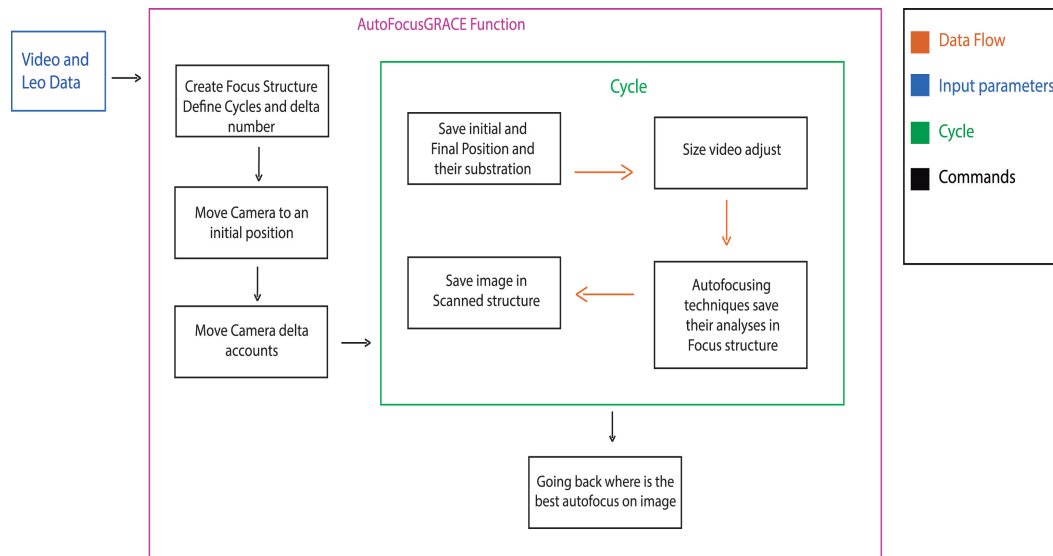 AutoFocusGRACE Function
Video and
Leo Data
Create Focus Structure
Define Cycles and delta
number
Move Camera to an
initial position
Move Camera delta
accounts
Cycle
Save initial and
Final Position and
their substration
Size video adjust
Autofocusing
techniques save
their analyses in
Focus structure
Save image in
Scanned structure
Going back where is the
best autofocus on image
Data Flow
Input parameters
Cycle
Commands